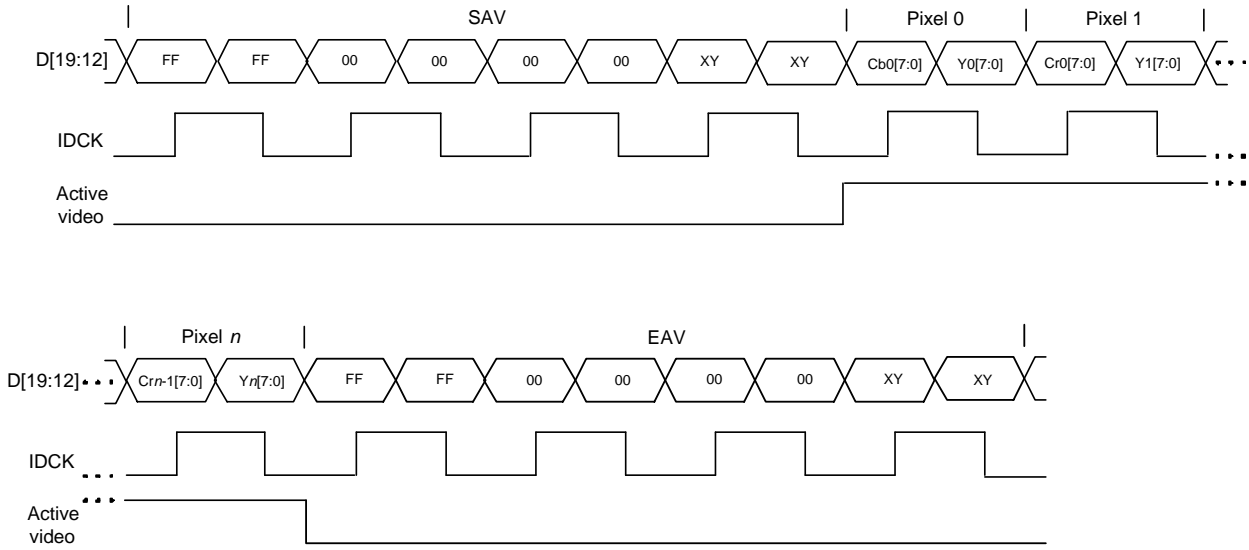 SAV Pixel 0 Pixel 1
D[19:12] FF FF 00 00 00 00 XY XY Cb0[7:0] Y0[7:0] Cr0[7:0] Y1[7:0]
IDCK
Active
video
Pixel n EAV
D[19:12] Crn-1[7:0] Yn[7:0] FF FF 00 00 00 00 XY XY
IDCK
Active
video